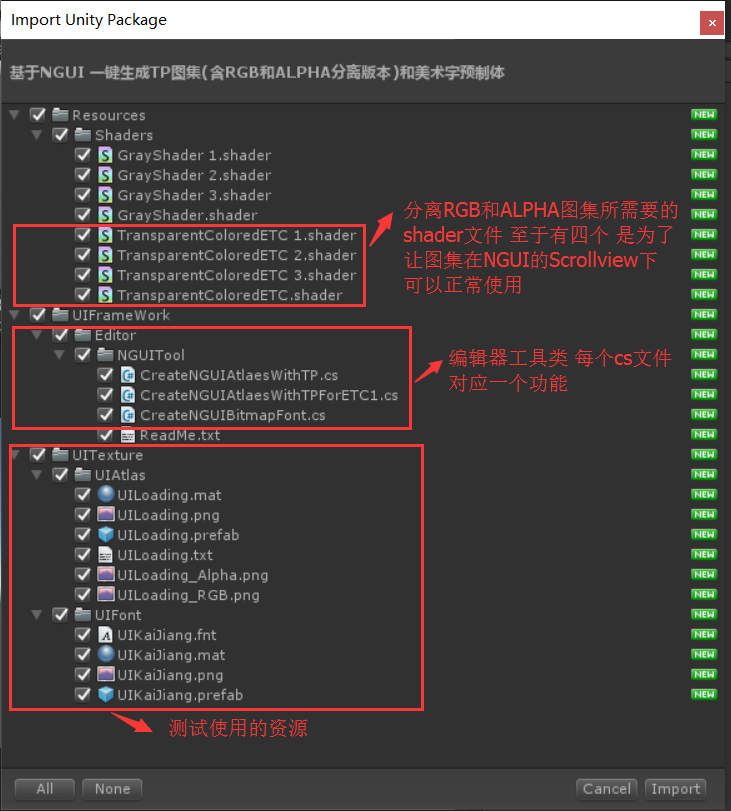 Import Unity Package
基于NGUI 一键生成TP图集(含RGB和ALPHA分离版本)和美术字预制体
Resources NEW
Shaders NEW
GrayShader 1.shader NEW
GrayShader 2.shader NEW
GrayShader 3.shader NEW
GrayShader.shader NEW
TransparentColoredETC 1.shader NEW
TransparentColoredETC 2.shader NEW
TransparentColoredETC 3.shader NEW
TransparentColoredETC.shader NEW
分离RGB和ALPHA图集所需要的
shader文件 至于有四个 是为了
让图集在NGUI的Scrollview下
可以正常使用
UIFrameWork NEW
Editor NEW
NGUITool NEW
CreateNGUIAtlaesWithTP.cs NEW
CreateNGUIAtlaesWithTPForETC1.cs NEW
CreateNGUIBitmapFont.cs NEW
编辑器工具类 每个cs文件
对应一个功能
ReadMe.txt NEW
UITexture NEW
UIAtlas NEW
UILoading.mat NEW
UILoading.png NEW
UILoading.prefab NEW
UILoading.txt NEW
UILoading_Alpha.png NEW
UILoading_RGB.png NEW
UIFont NEW
UIKaiJiang.fnt NEW
UIKaiJiang.mat NEW
UIKaiJiang.png NEW
UIKaiJiang.prefab NEW
测试使用的资源
All None Cancel Import